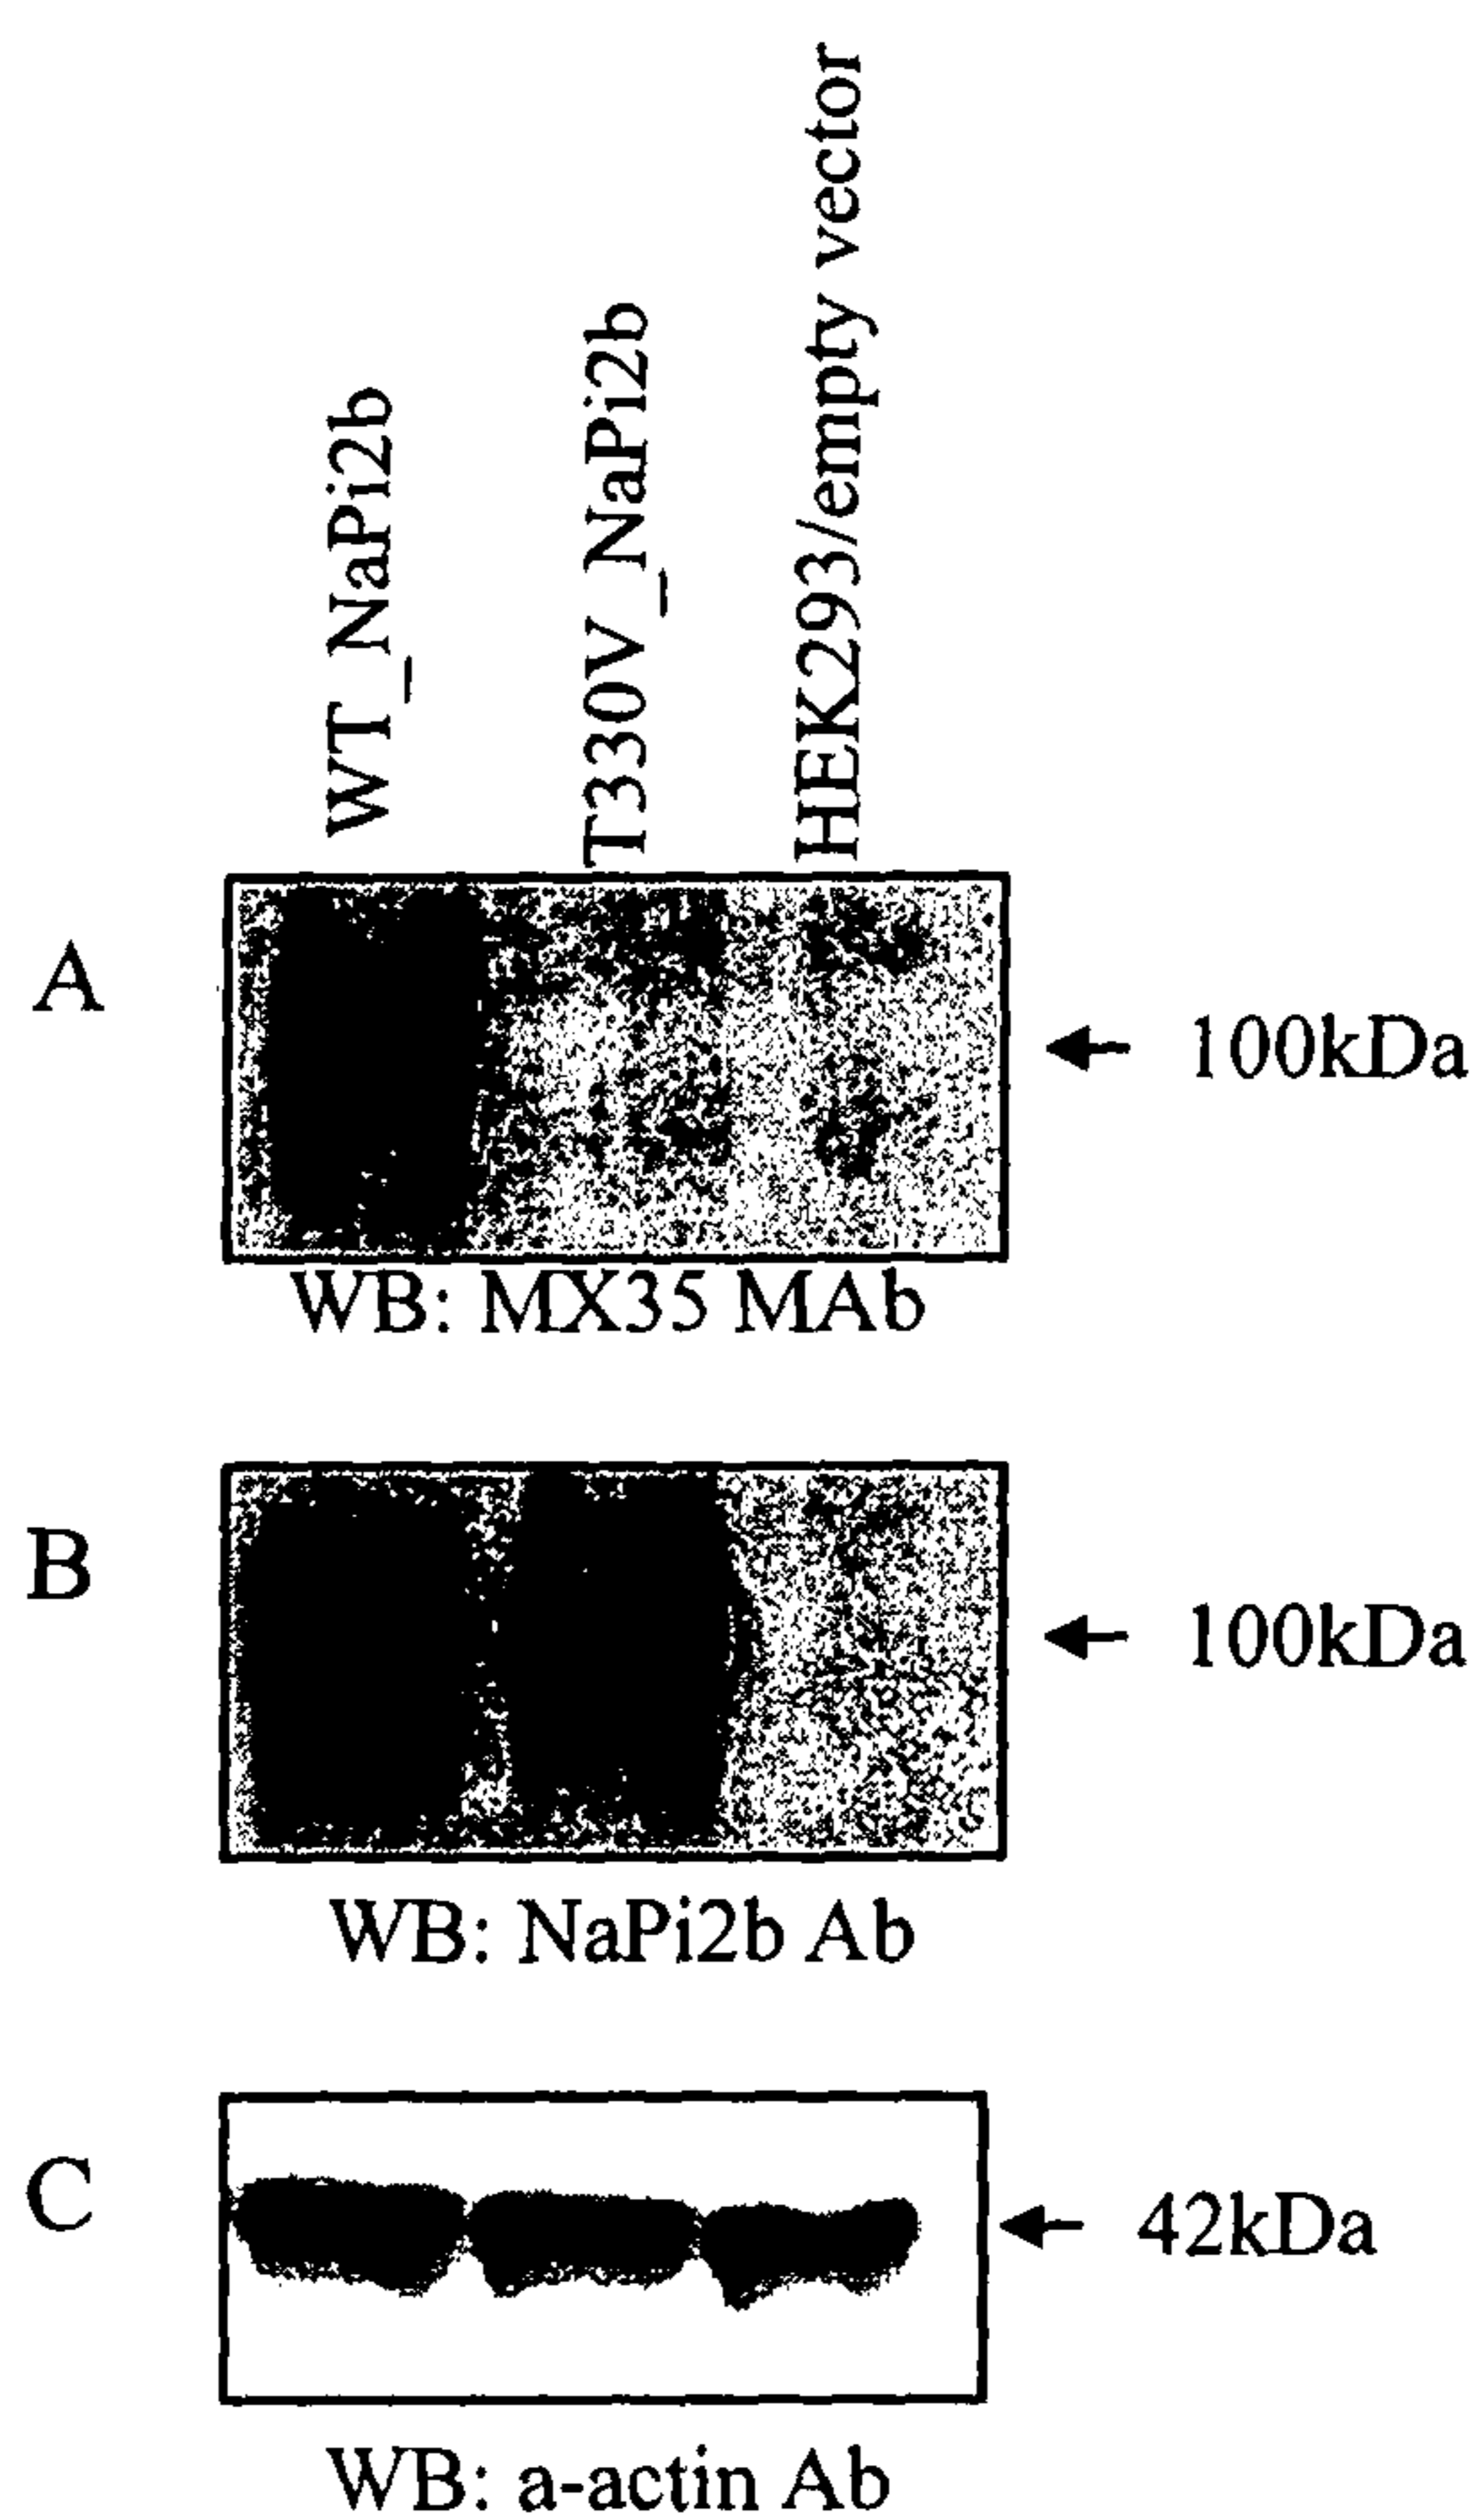 WT_NaPi2b
T330V_NaPi2b
HEK293/empty vector
A
100kDa
WB: MX35 MAb
B
100kDa
WB: NaPi2b Ab
C
42kDa
WB: a-actin Ab